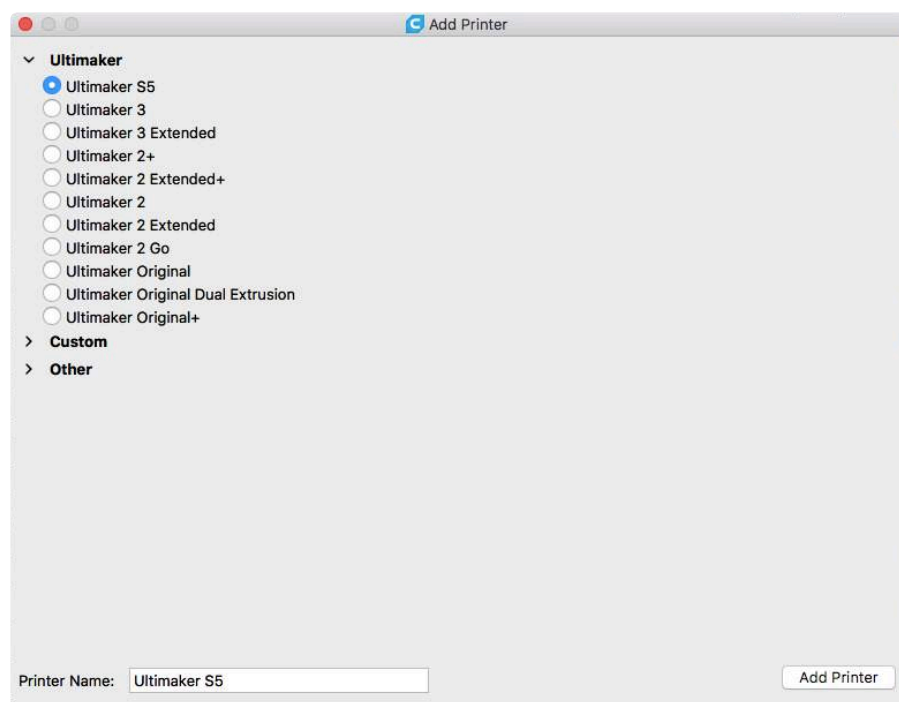 Add Printer
Ultimaker
Ultimaker S5
Ultimaker 3
Ultimaker 3 Extended
Ultimaker 2+
Ultimaker 2 Extended+
Ultimaker 2
Ultimaker 2 Extended
Ultimaker 2 Go
Ultimaker Original
Ultimaker Original Dual Extrusion
Ultimaker Original+
Custom
Other
Printer Name: Ultimaker S5 Add Printer